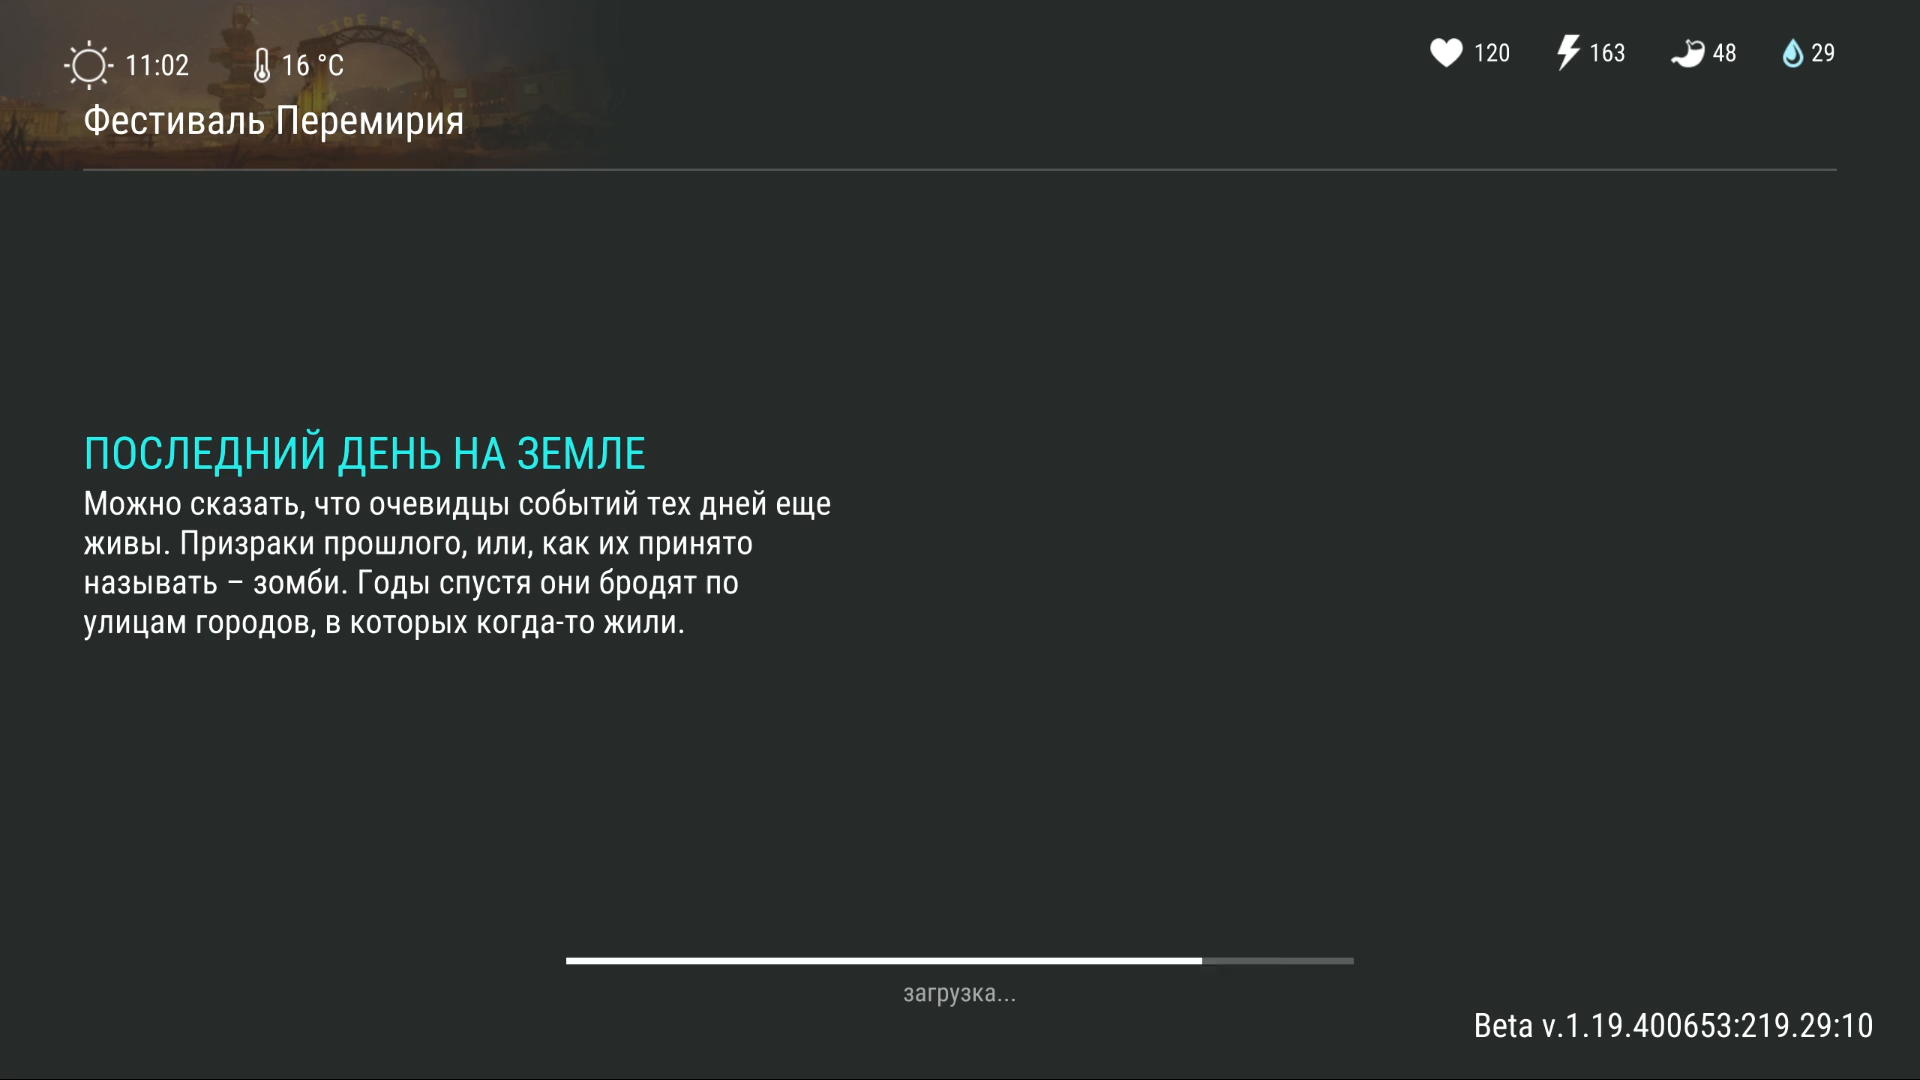 FIRE FEST
11:02 16 °C
120 163 48 29
Фестиваль Перемирия
ПОСЛЕДНИЙ ДЕНЬ НА ЗЕМЛЕ
Можно сказать, что очевидцы событий тех дней еще
живы. Призраки прошлого, или, как их принято
называть – зомби. Годы спустя они бродят по
улицам городов, в которых когда-то жили.
загрузка...
Beta v.1.19.400653:219.29:10